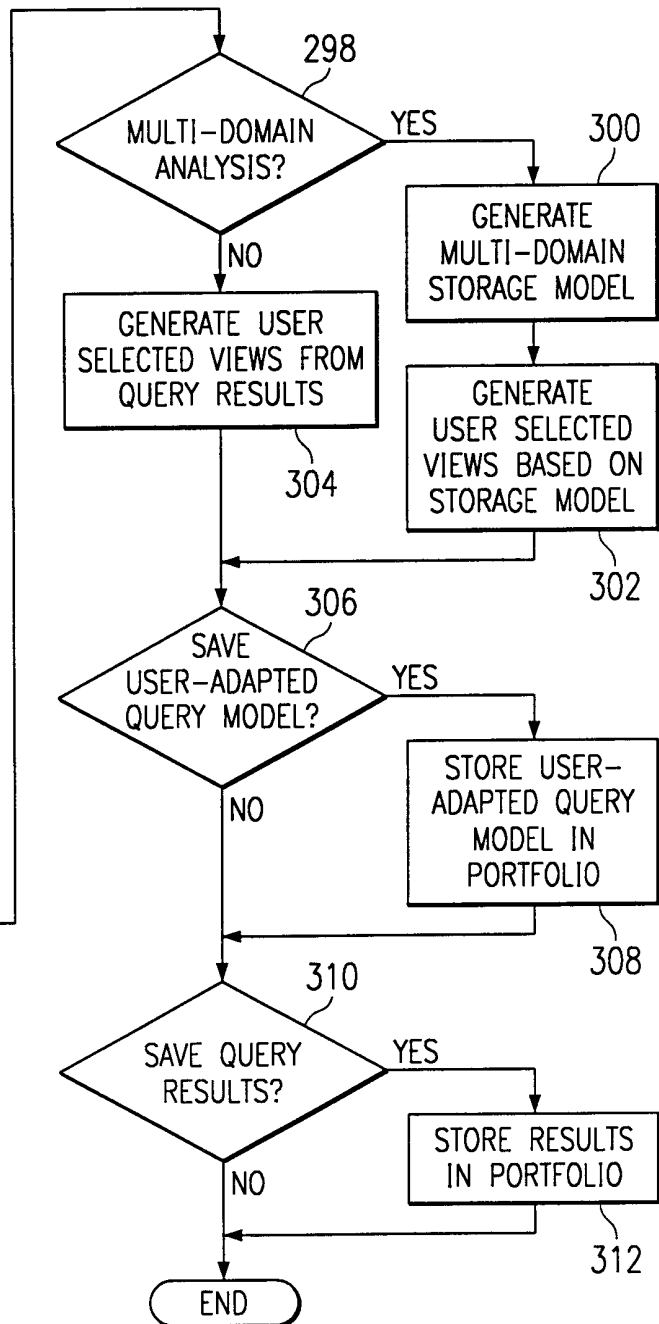 298
MULTI-DOMAIN
ANALYSIS?
YES
NO
300
GENERATE
MULTI-DOMAIN
STORAGE MODEL
GENERATE USER
SELECTED VIEWS FROM
QUERY RESULTS
304
GENERATE
USER SELECTED
VIEWS BASED ON
STORAGE MODEL
302
306
SAVE
USER-ADAPTED
QUERY MODEL?
YES
NO
STORE USER-
ADAPTED QUERY
MODEL IN
PORTFOLIO
308
310
SAVE QUERY
RESULTS?
YES
NO
STORE RESULTS
IN PORTFOLIO
312
END